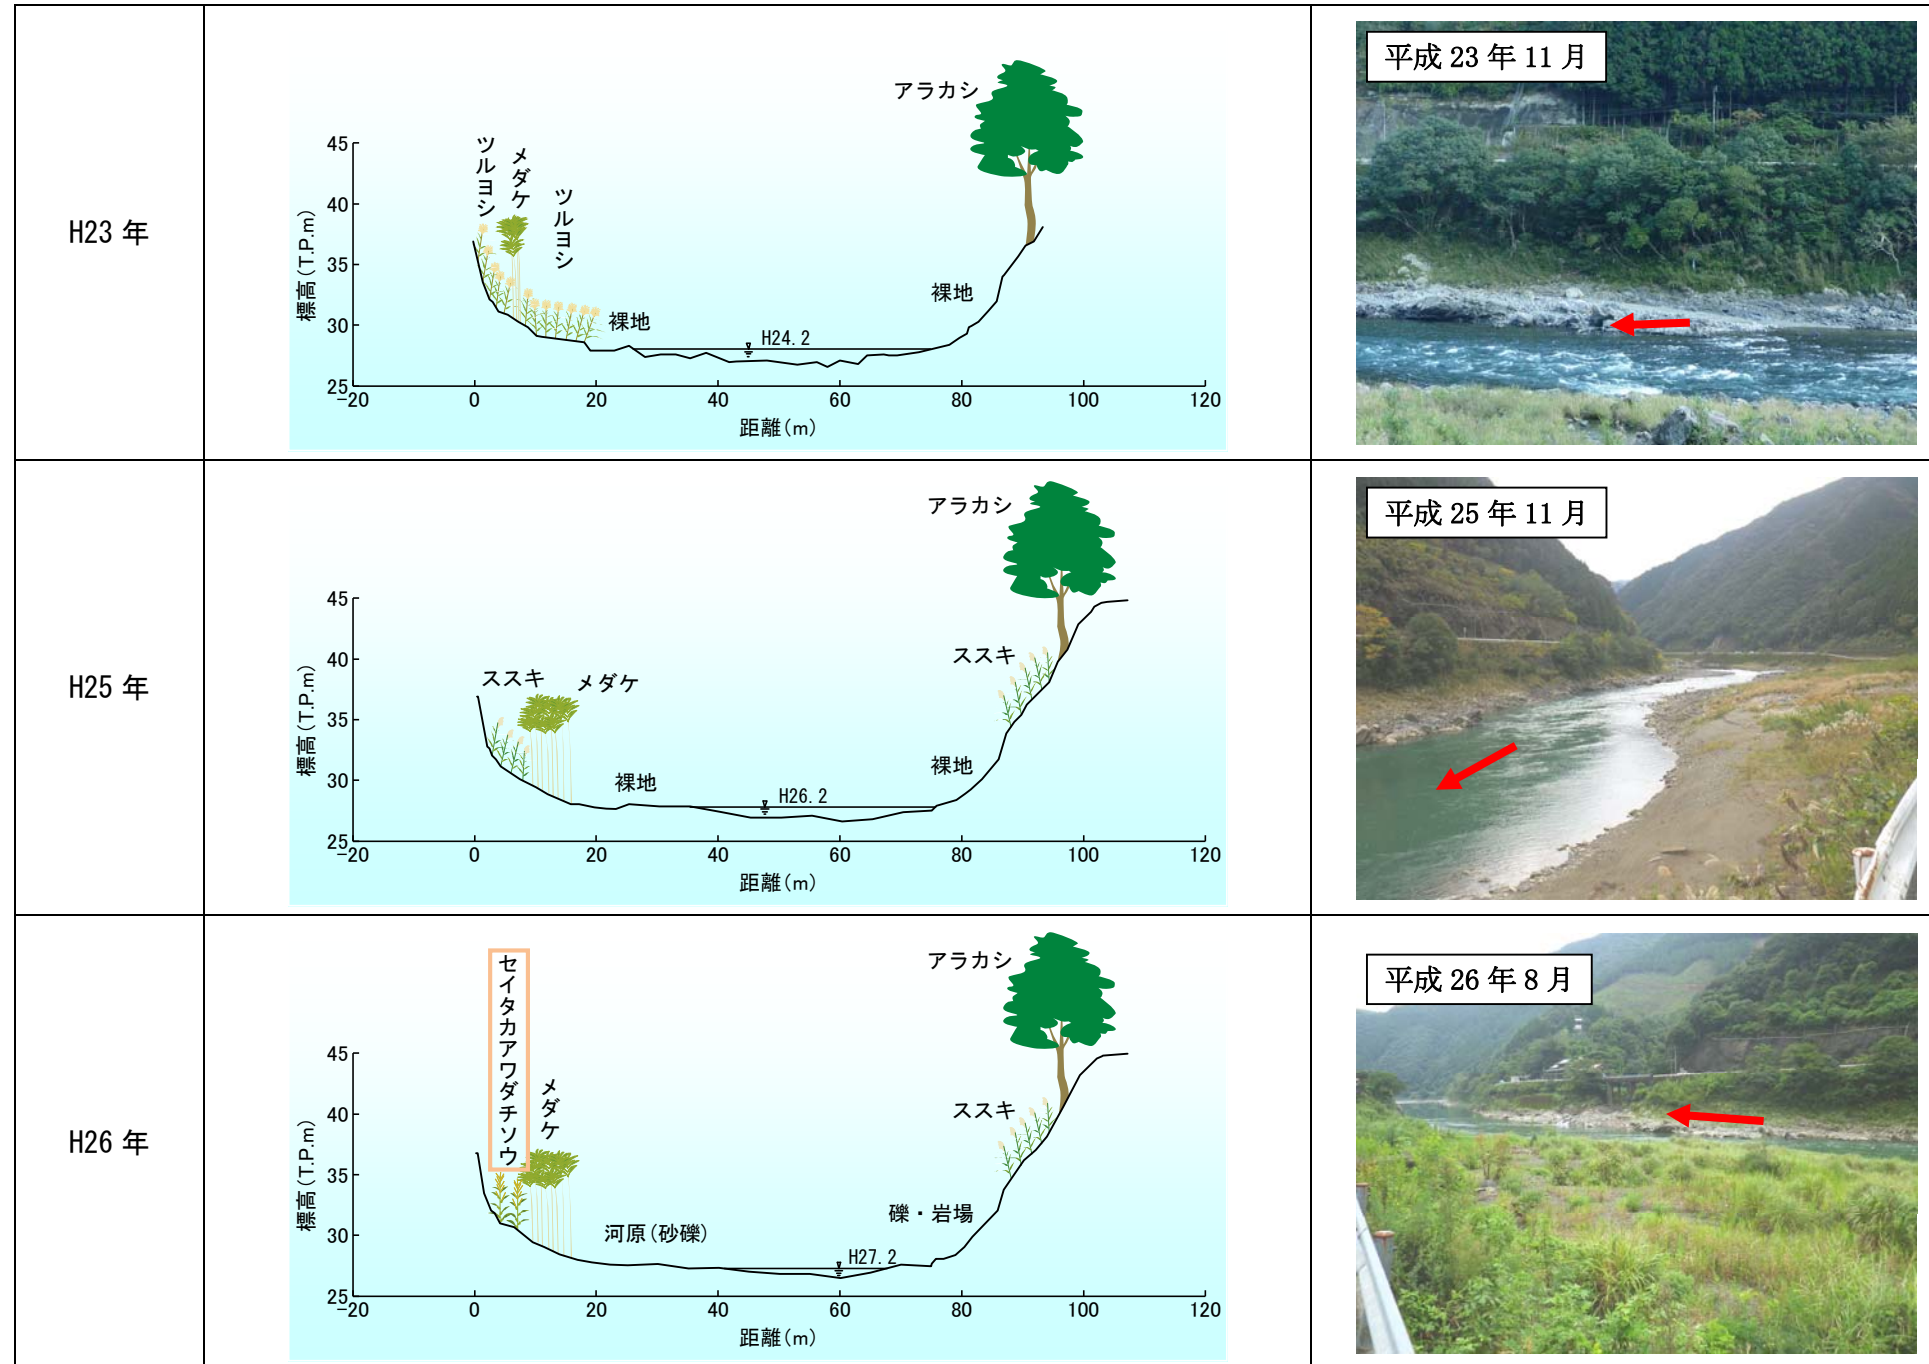 H23 年
アラカシ
ツルヨシ
メダケ
ツルヨシ
裸地
裸地
H24.2
標高(T.P.m)
45
40
35
30
25
-20
0
20
40
60
80
100
120
距離(m)
平成 23 年 11 月
H25 年
アラカシ
ススキ
メダケ
ススキ
裸地
裸地
H26.2
標高(T.P.m)
45
40
35
30
25
-20
0
20
40
60
80
100
120
距離(m)
平成 25 年 11 月
H26 年
アラカシ
セイタカアワダチソウ
メダケ
ススキ
河原(砂礫)
礫・岩場
H27.2
標高(T.P.m)
45
40
35
30
25
-20
0
20
40
60
80
100
120
距離(m)
平成 26 年 8 月